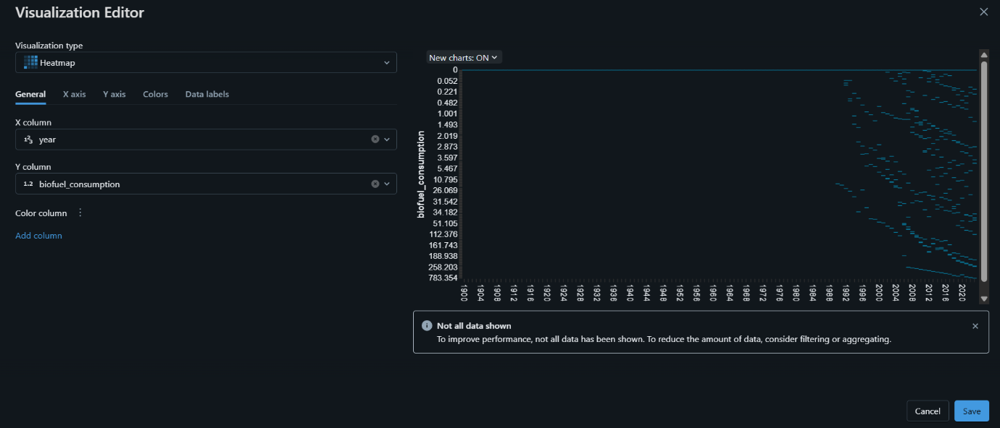 Visualization Editor
Visualization type
Heatmap
General X axis Y axis Colors Data labels
X column
1²₃ year
Y column
1.2 biofuel_consumption
Color column
Add column
New charts: ON
biofuel_consumption
0
0.052
0.221
0.482
1.001
1.493
2.019
2.873
3.597
5.467
10.795
26.069
31.542
34.182
51.105
112.376
161.743
188.938
258.203
783.354
1900 1904 1908 1912 1916 1920 1924 1928 1932 1936 1940 1944 1948 1952 1956 1960 1964 1968 1972 1976 1980 1984 1988 1992 1996 2000 2004 2008 2012 2016 2020
Not all data shown
To improve performance, not all data has been shown. To reduce the amount of data, consider filtering or aggregating.
Cancel Save